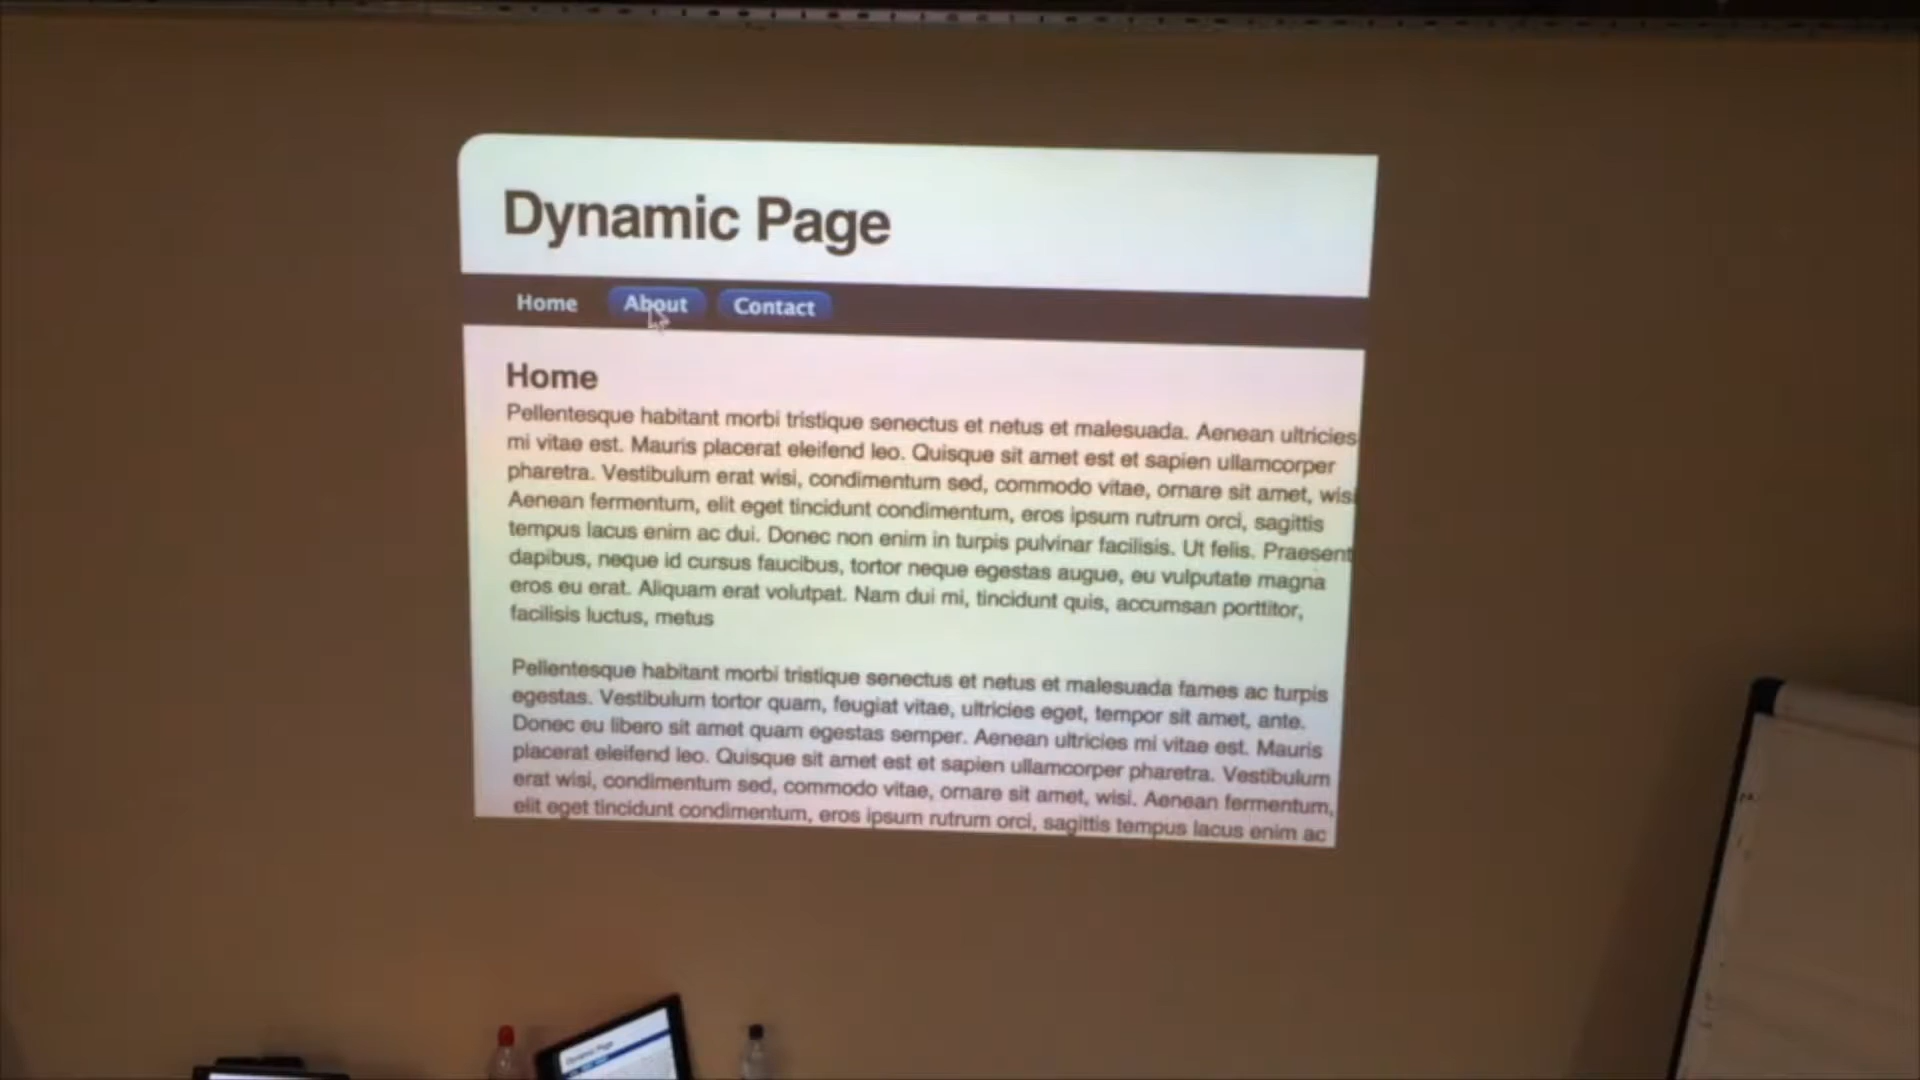 Dynamic Page
Home About Contact
Home
Pellentesque habitant morbi tristique senectus et netus et malesuada. Aenean ultricies
mi vitae est. Mauris placerat eleifend leo. Quisque sit amet est et sapien ullamcorper
pharetra. Vestibulum erat wisi, condimentum sed, commodo vitae, ornare sit amet, wisi
Aenean fermentum, elit eget tincidunt condimentum, eros ipsum rutrum orci, sagittis
tempus lacus enim ac dui. Donec non enim in turpis pulvinar facilisis. Ut felis. Praesent
dapibus, neque id cursus faucibus, tortor neque egestas augue, eu vulputate magna
eros eu erat. Aliquam erat volutpat. Nam dui mi, tincidunt quis, accumsan porttitor,
facilisis luctus, metus
Pellentesque habitant morbi tristique senectus et netus et malesuada fames ac turpis
egestas. Vestibulum tortor quam, feugiat vitae, ultricies eget, tempor sit amet, ante.
Donec eu libero sit amet quam egestas semper. Aenean ultricies mi vitae est. Mauris
placerat eleifend leo. Quisque sit amet est et sapien ullamcorper pharetra. Vestibulum
erat wisi, condimentum sed, commodo vitae, ornare sit amet, wisi. Aenean fermentum,
elit eget tincidunt condimentum, eros ipsum rutrum orci, sagittis tempus lacus enim ac
Dynamic Page